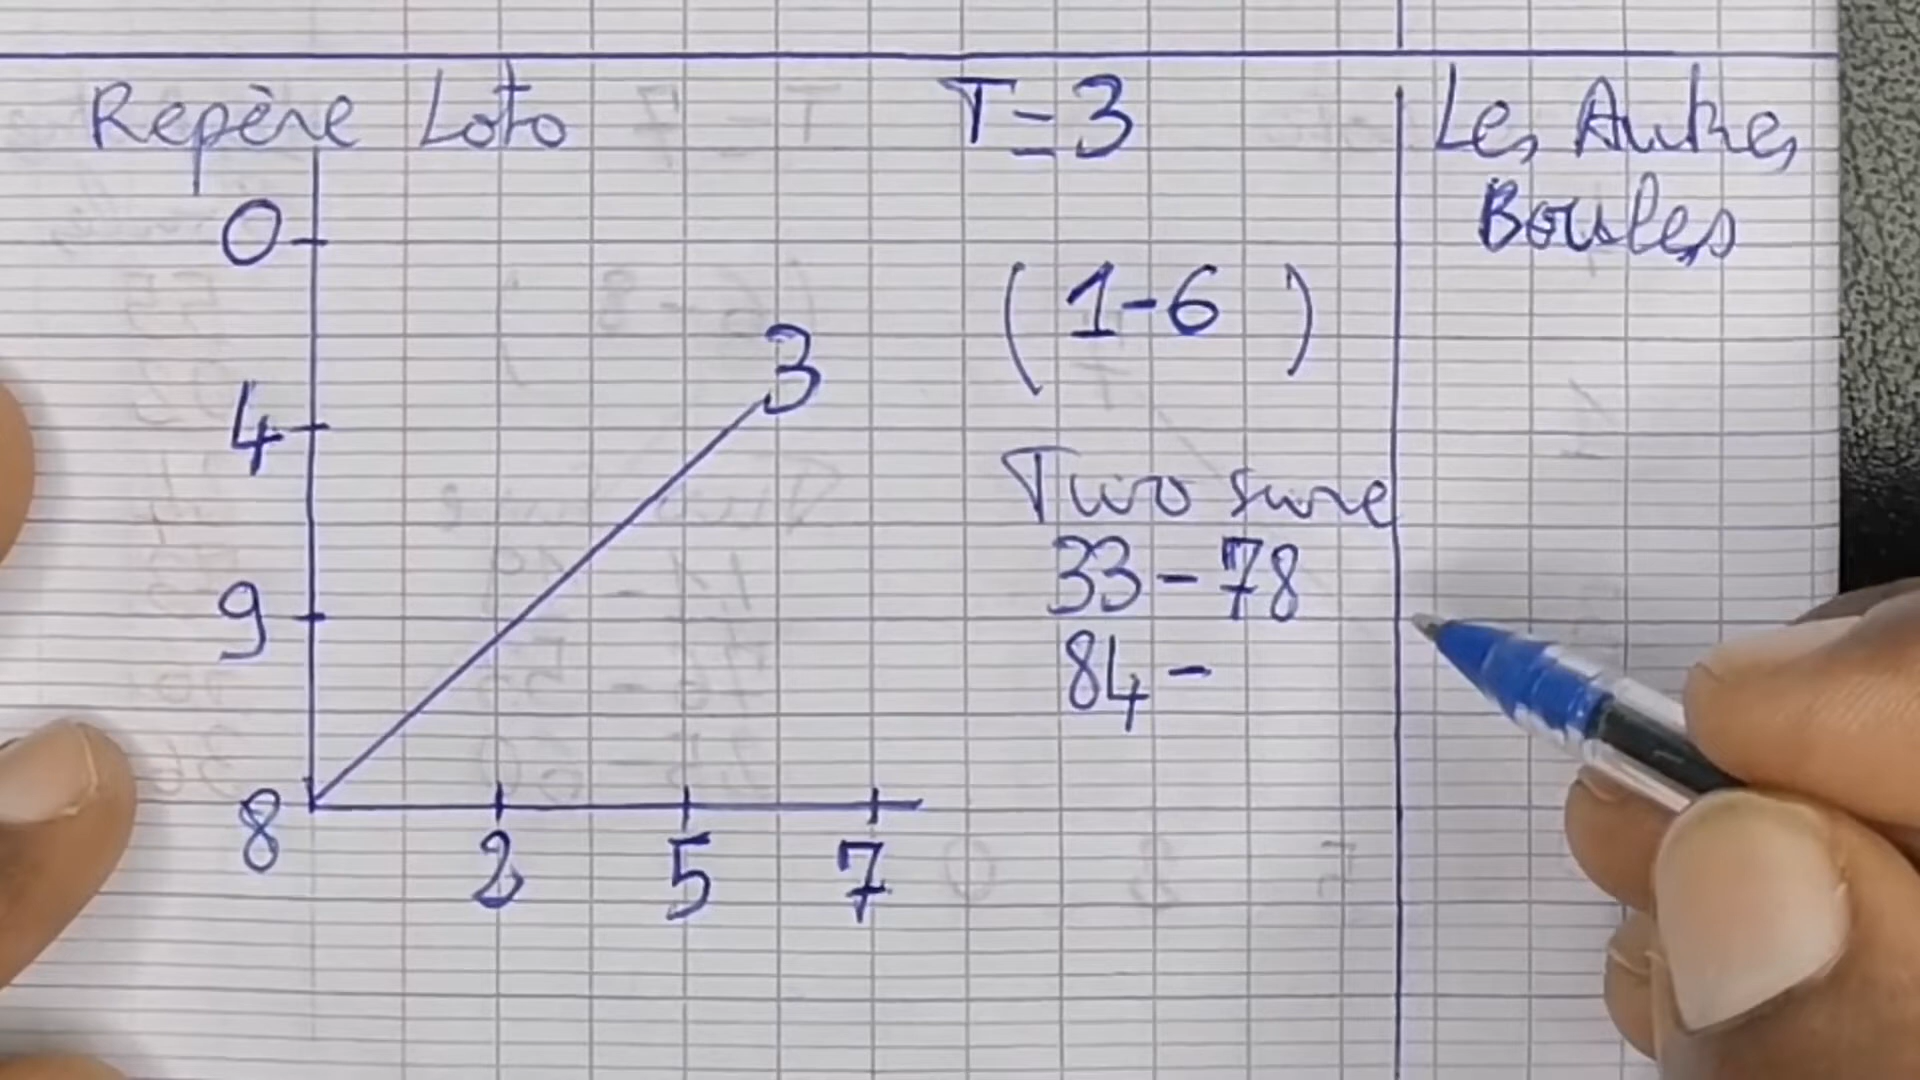 Repère Loto T=3
Les Autres
Boules
0
(1-6)
3
4
Two sure
33-78
9
84-
8
2 5 7